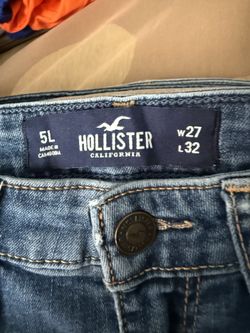 5L
MADE IN
CAMBODIA
HOLLISTER
CALIFORNIA
W27
L32